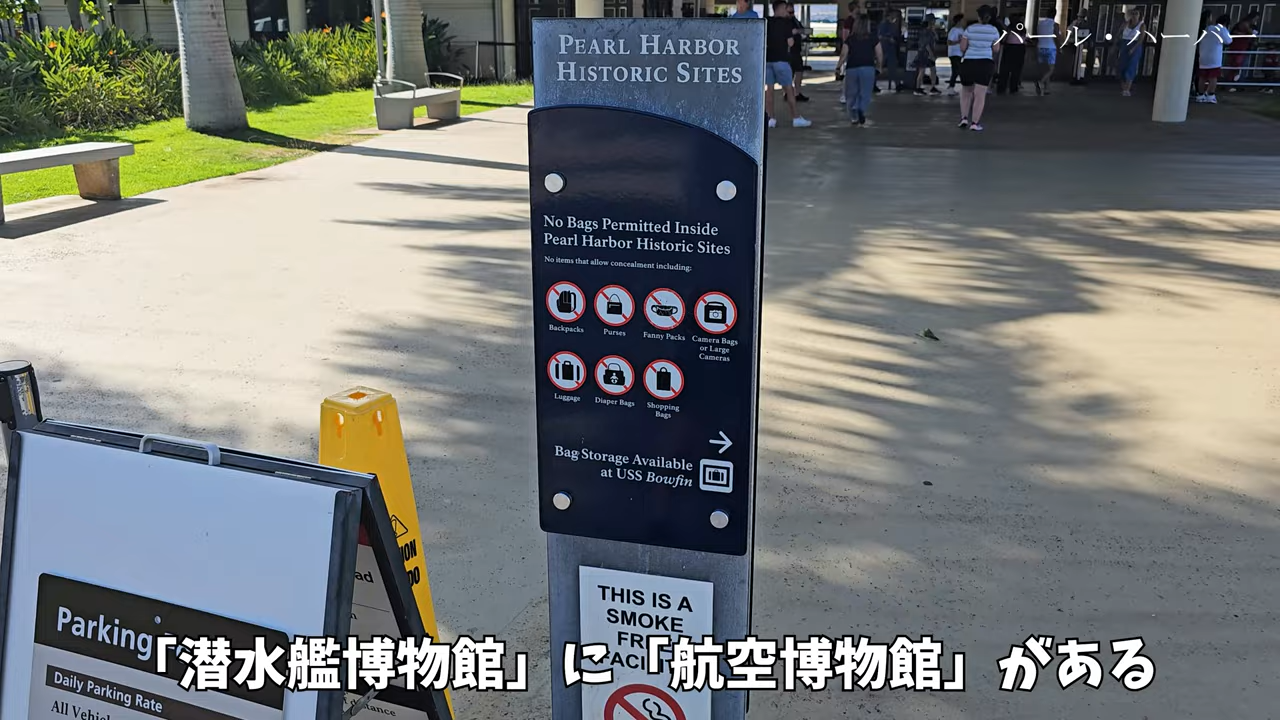 パール・ハーバー
PEARL HARBOR
HISTORIC SITES
No Bags Permitted Inside
Pearl Harbor Historic Sites
No items that allow concealment including:
Backpacks
Purses
Fanny Packs
Camera Bags
or Large
Cameras
Luggage
Diaper Bags
Shopping
Bags
Bag Storage Available
at USS Bowfin
THIS IS A
SMOKE
Parking
Daily Parking Rate
「潜水艦博物館」に「航空博物館」がある